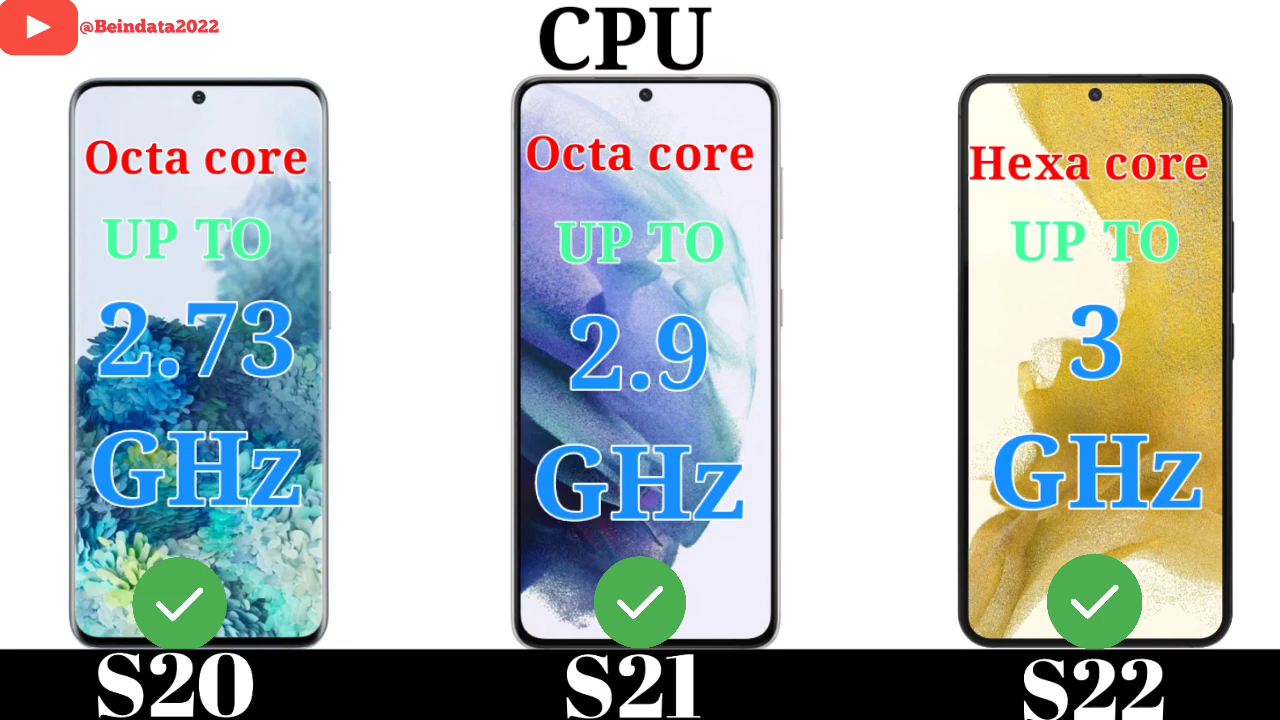 @Beindata2022
CPU
Octa core
UP TO
2.73
GHz
S20
Octa core
UP TO
2.9
GHz
S21
Hexa core
UP TO
3
GHz
S22